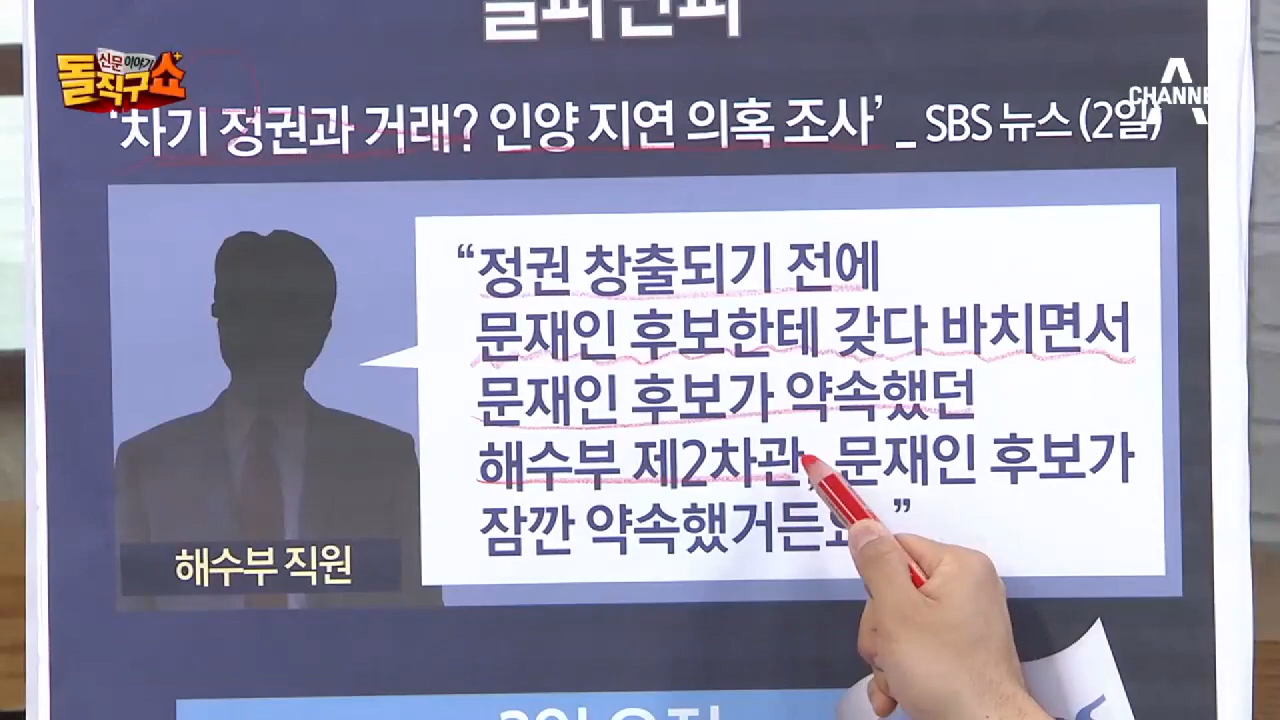 돌직구쇼+
신문이야기
CHANNEL A
'차기 정권과 거래? 인양 지연 의혹 조사' _ SBS 뉴스 (2일)
“정권 창출되기 전에
문재인 후보한테 갖다 바치면서
문재인 후보가 약속했던
해수부 제2차관, 문재인 후보가
잠깐 약속했거든요 ”
해수부 직원